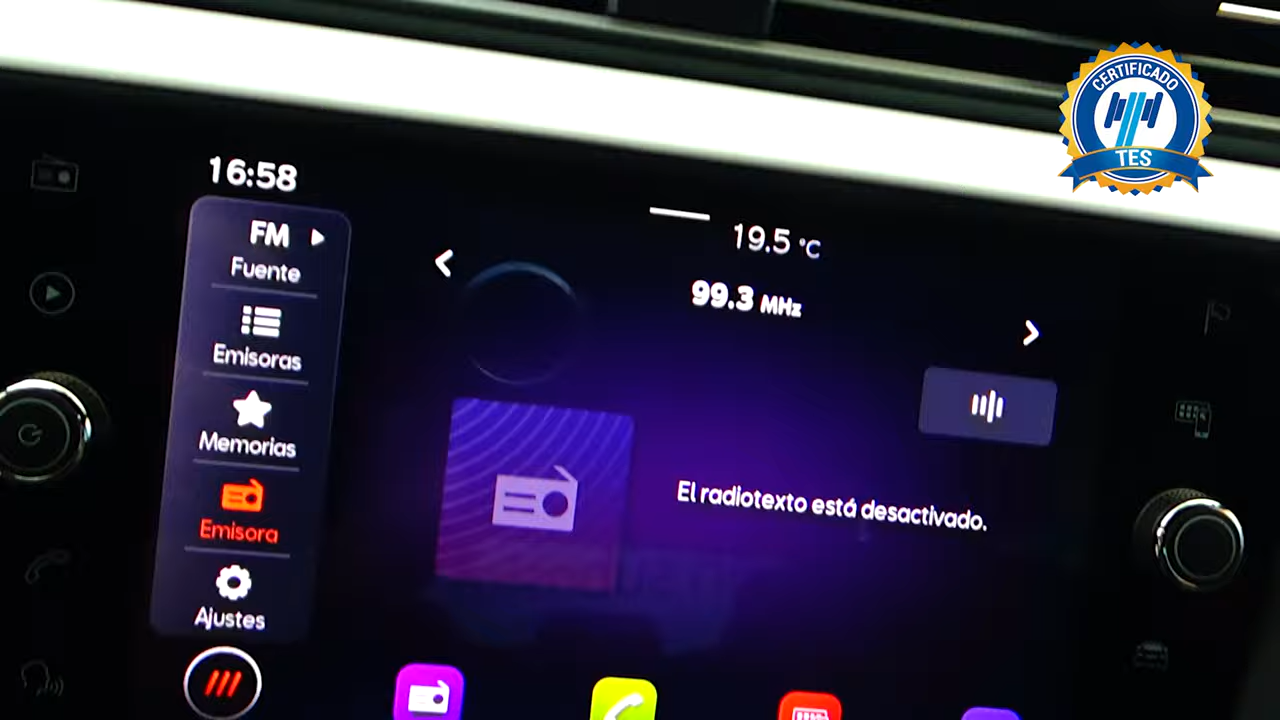 CERTIFICADO
TES
16:58
19.5 °C
FM
Fuente
99.3 MHz
Emisoras
Memorias
El radiotexto está desactivado.
Emisora
Ajustes